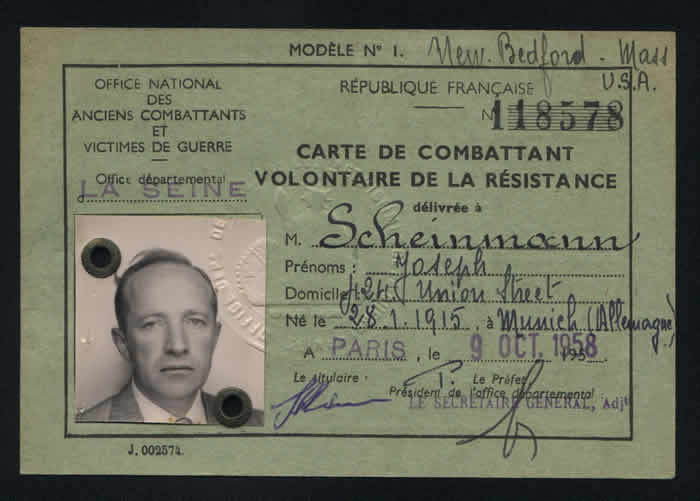 MODÈLE N° I. New. Bedford - Mass
U.S.A.
OFFICE NATIONAL
DES
ANCIENS COMBATTANTS
ET
VICTIMES DE GUERRE
Office départemental
LA SEINE
RÉPUBLIQUE FRANÇAISE
N° 118578
CARTE DE COMBATTANT
VOLONTAIRE DE LA RÉSISTANCE
délivrée à
M. Scheinmann
Prénoms : Joseph
Domicile : 424 Union Street
Né le 28.1.1915, à Munich (Allemagne)
A PARIS, le 9 OCT. 1958
Le titulaire. P. Le Préfet
Président de l'office départemental
LE SECRÉTAIRE GÉNÉRAL, Adjt
J. 002574.